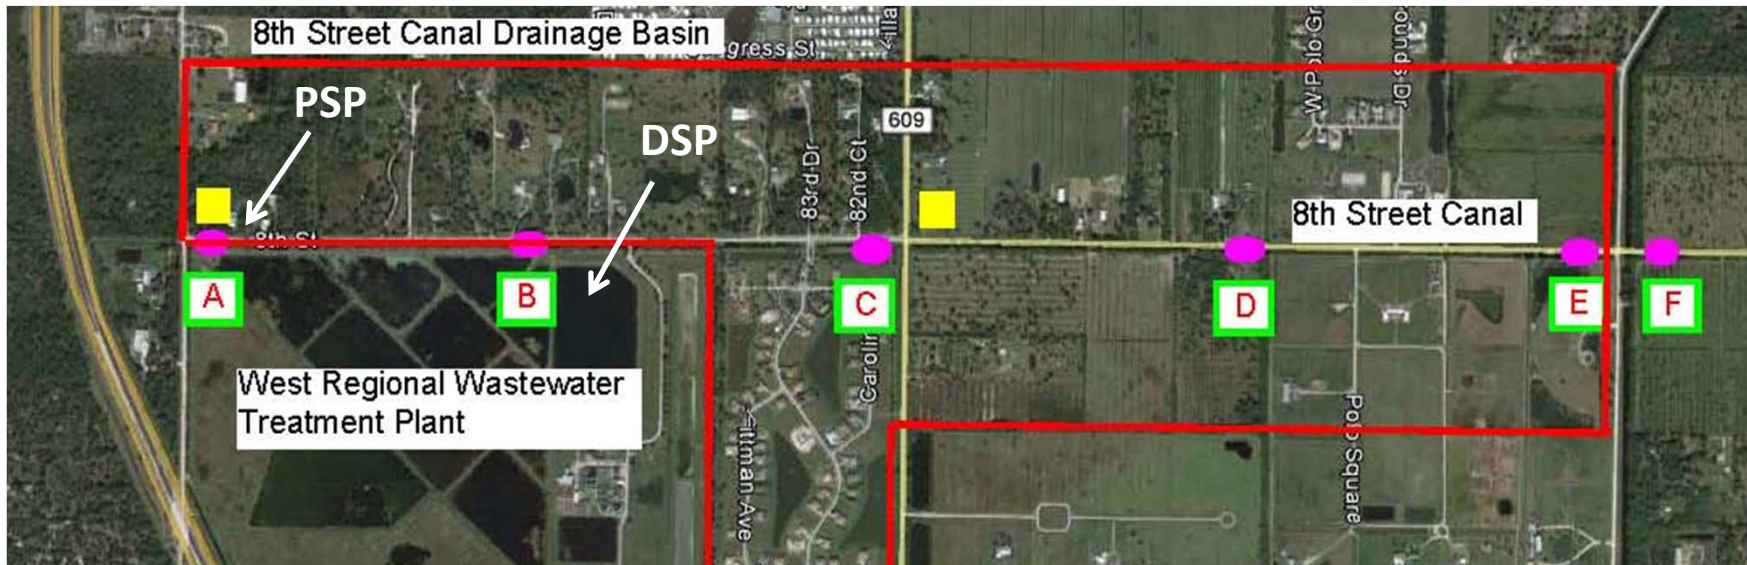 8th Street Canal Drainage Basin
PSP
DSP
609
W Polo Gr
83rd Dr
82nd Ct
8th St
8th Street Canal
A
B
C
D
E
F
West Regional Wastewater
Treatment Plant
Polo Square